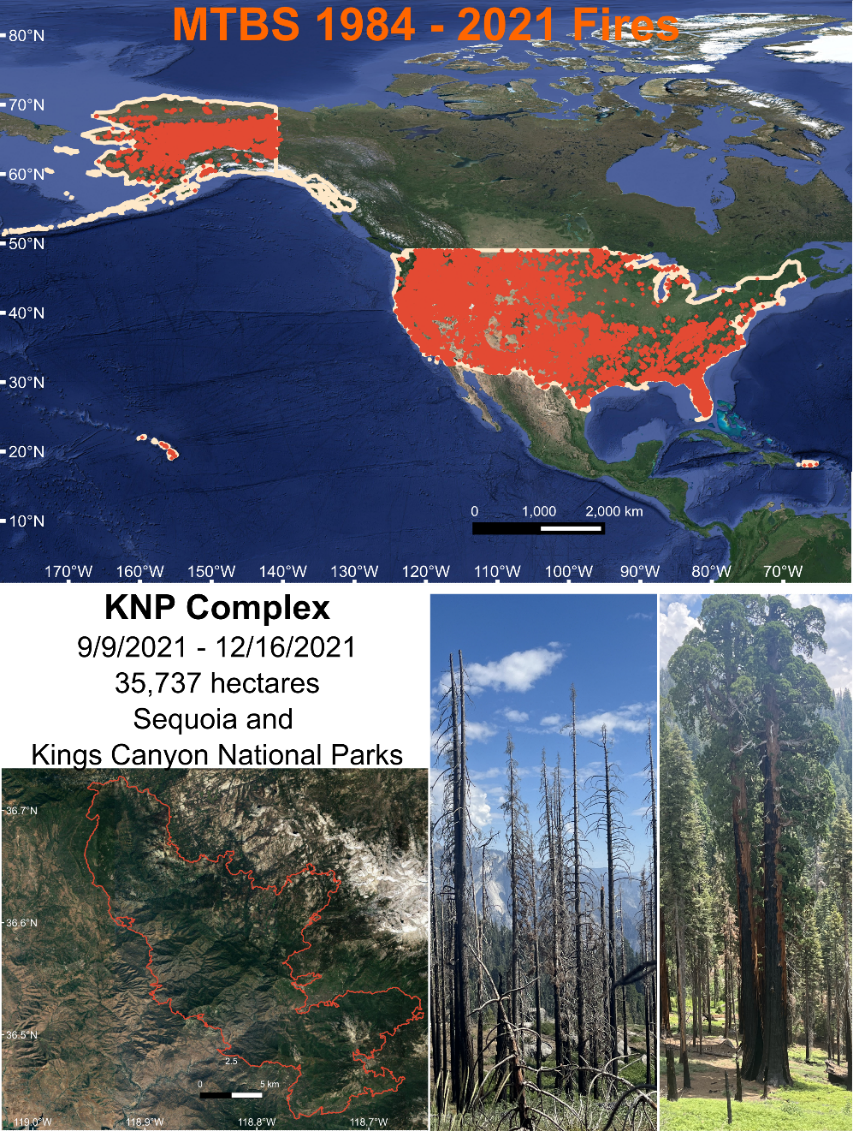 MTBS 1984 - 2021 Fires
80°N
70°N
60°N
50°N
40°N
30°N
20°N
10°N
0 1,000 2,000 km
170°W 160°W 150°W 140°W 130°W 120°W 110°W 100°W 90°W 80°W 70°W
KNP Complex
9/9/2021 - 12/16/2021
35,737 hectares
Sequoia and
Kings Canyon National Parks
36.7°N
36.6°N
36.5°N
2.5
0 5 km
119.0°W 118.9°W 118.8°W 118.7°W